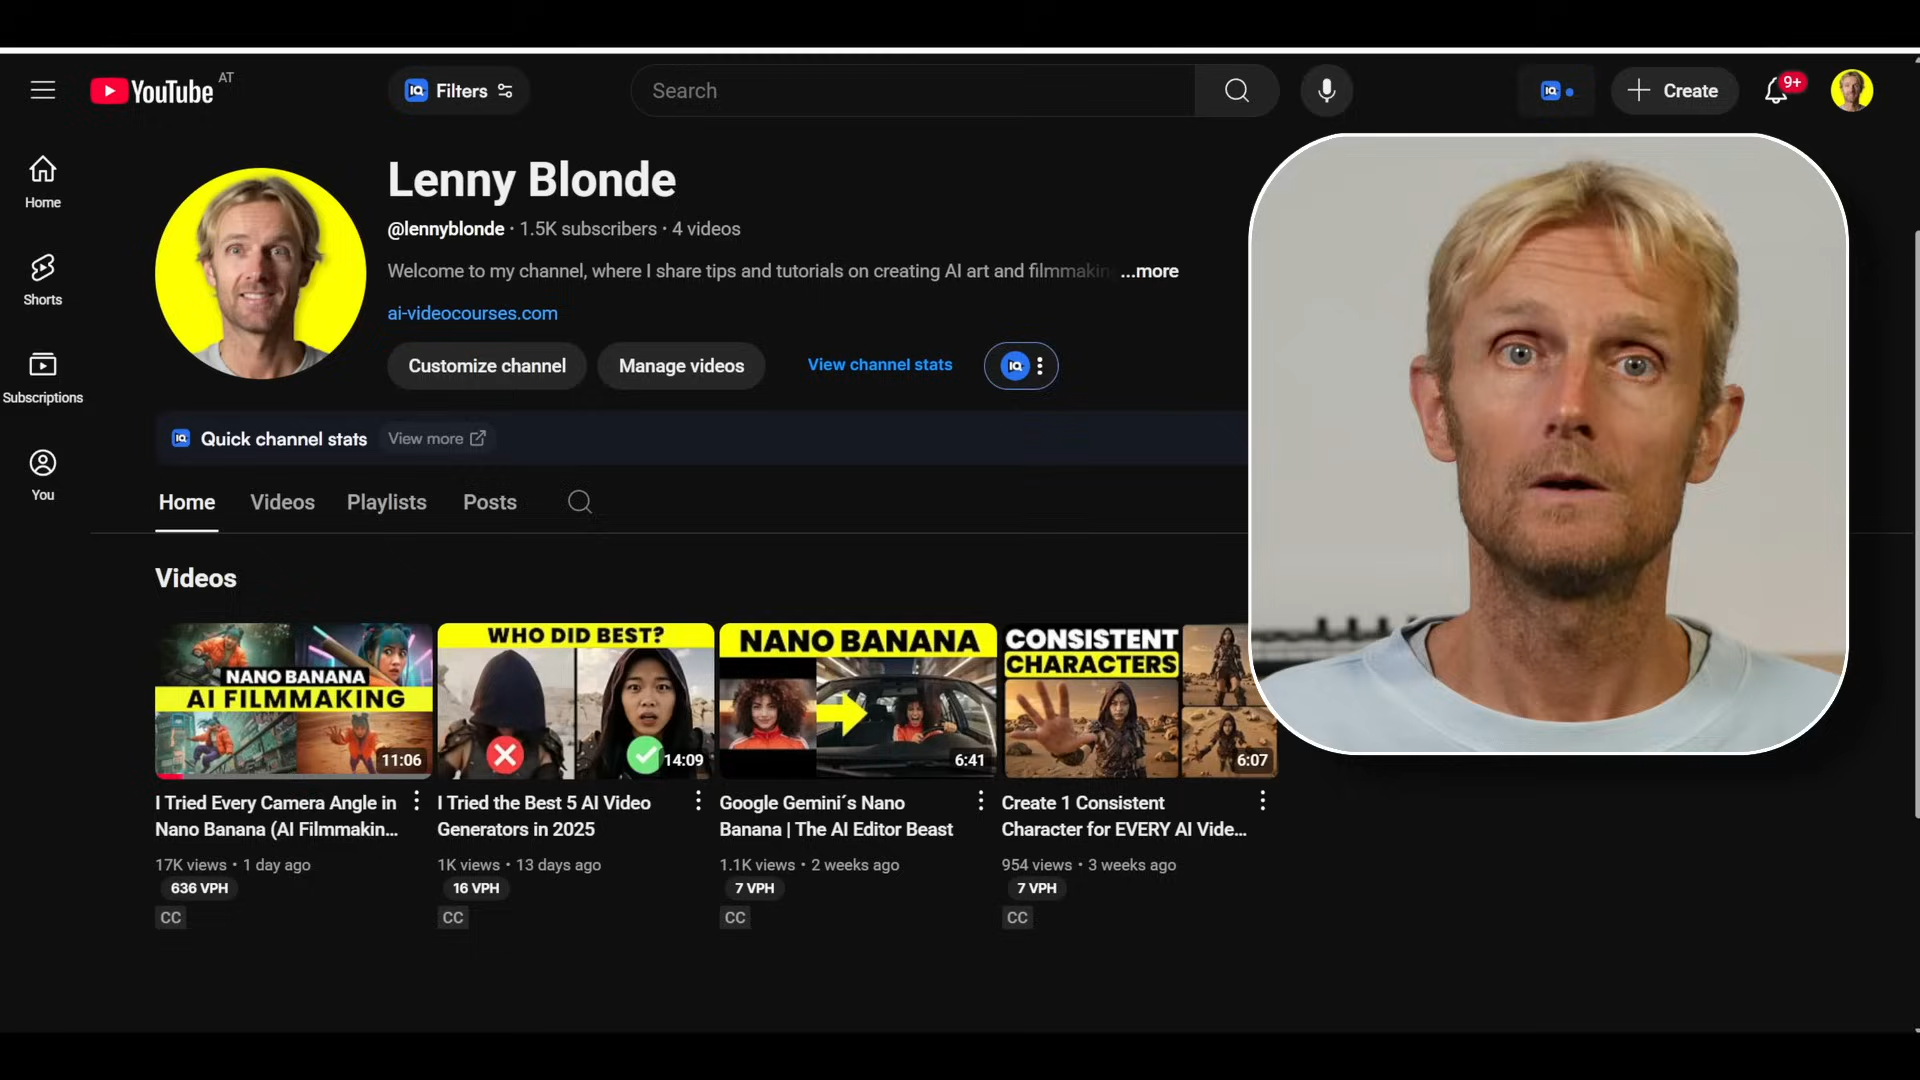 YouTube AT
Filters
Search
Create
9+
Home
Shorts
Subscriptions
You
Lenny Blonde
@lennyblonde • 1.5K subscribers • 4 videos
Welcome to my channel, where I share tips and tutorials on creating AI art and filmmakin ...more
ai-videocourses.com
Customize channel
Manage videos
View channel stats
IQ
Quick channel stats
View more
Home
Videos
Playlists
Posts
Videos
NANO BANANA
AI FILMMAKING
11:06
WHO DID BEST?
14:09
NANO BANANA
6:41
CONSISTENT
CHARACTERS
6:07
I Tried Every Camera Angle in
Nano Banana (AI Filmmakin...
17K views • 1 day ago
636 VPH
CC
I Tried the Best 5 AI Video
Generators in 2025
1K views • 13 days ago
16 VPH
CC
Google Gemini´s Nano
Banana | The AI Editor Beast
1.1K views • 2 weeks ago
7 VPH
CC
Create 1 Consistent
Character for EVERY AI Vide...
954 views • 3 weeks ago
7 VPH
CC